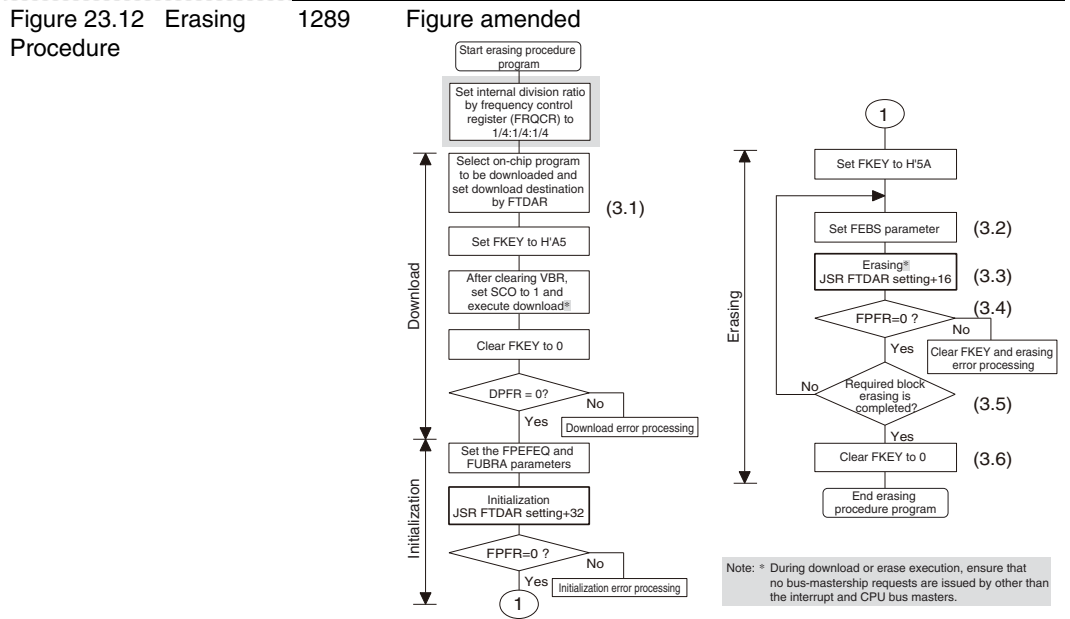 Figure 23.12 Erasing Procedure
1289
Figure amended
Start erasing procedure
program
Set internal division ratio
by frequency control
register (FRQCR) to
1/4:1/4:1/4
Download
Select on-chip program
to be downloaded and
set download destination
by FTDAR
(3.1)
Set FKEY to H'A5
After clearing VBR,
set SCO to 1 and
execute download*
Clear FKEY to 0
DPFR = 0?
No
Yes
Download error processing
Initialization
Set the FPEFEQ and
FUBRA parameters
Initialization
JSR FTDAR setting+32
FPFR=0 ?
No
Yes
Initialization error processing
1
1
Erasing
Set FKEY to H'5A
Set FEBS parameter
(3.2)
Erasing*
JSR FTDAR setting+16
(3.3)
(3.4)
FPFR=0 ?
No
Yes
Clear FKEY and erasing
error processing
No
Required block
erasing is
completed?
(3.5)
Yes
Clear FKEY to 0
(3.6)
End erasing
procedure program
Note: * During download or erase execution, ensure that
no bus-mastership requests are issued by other than
the interrupt and CPU bus masters.